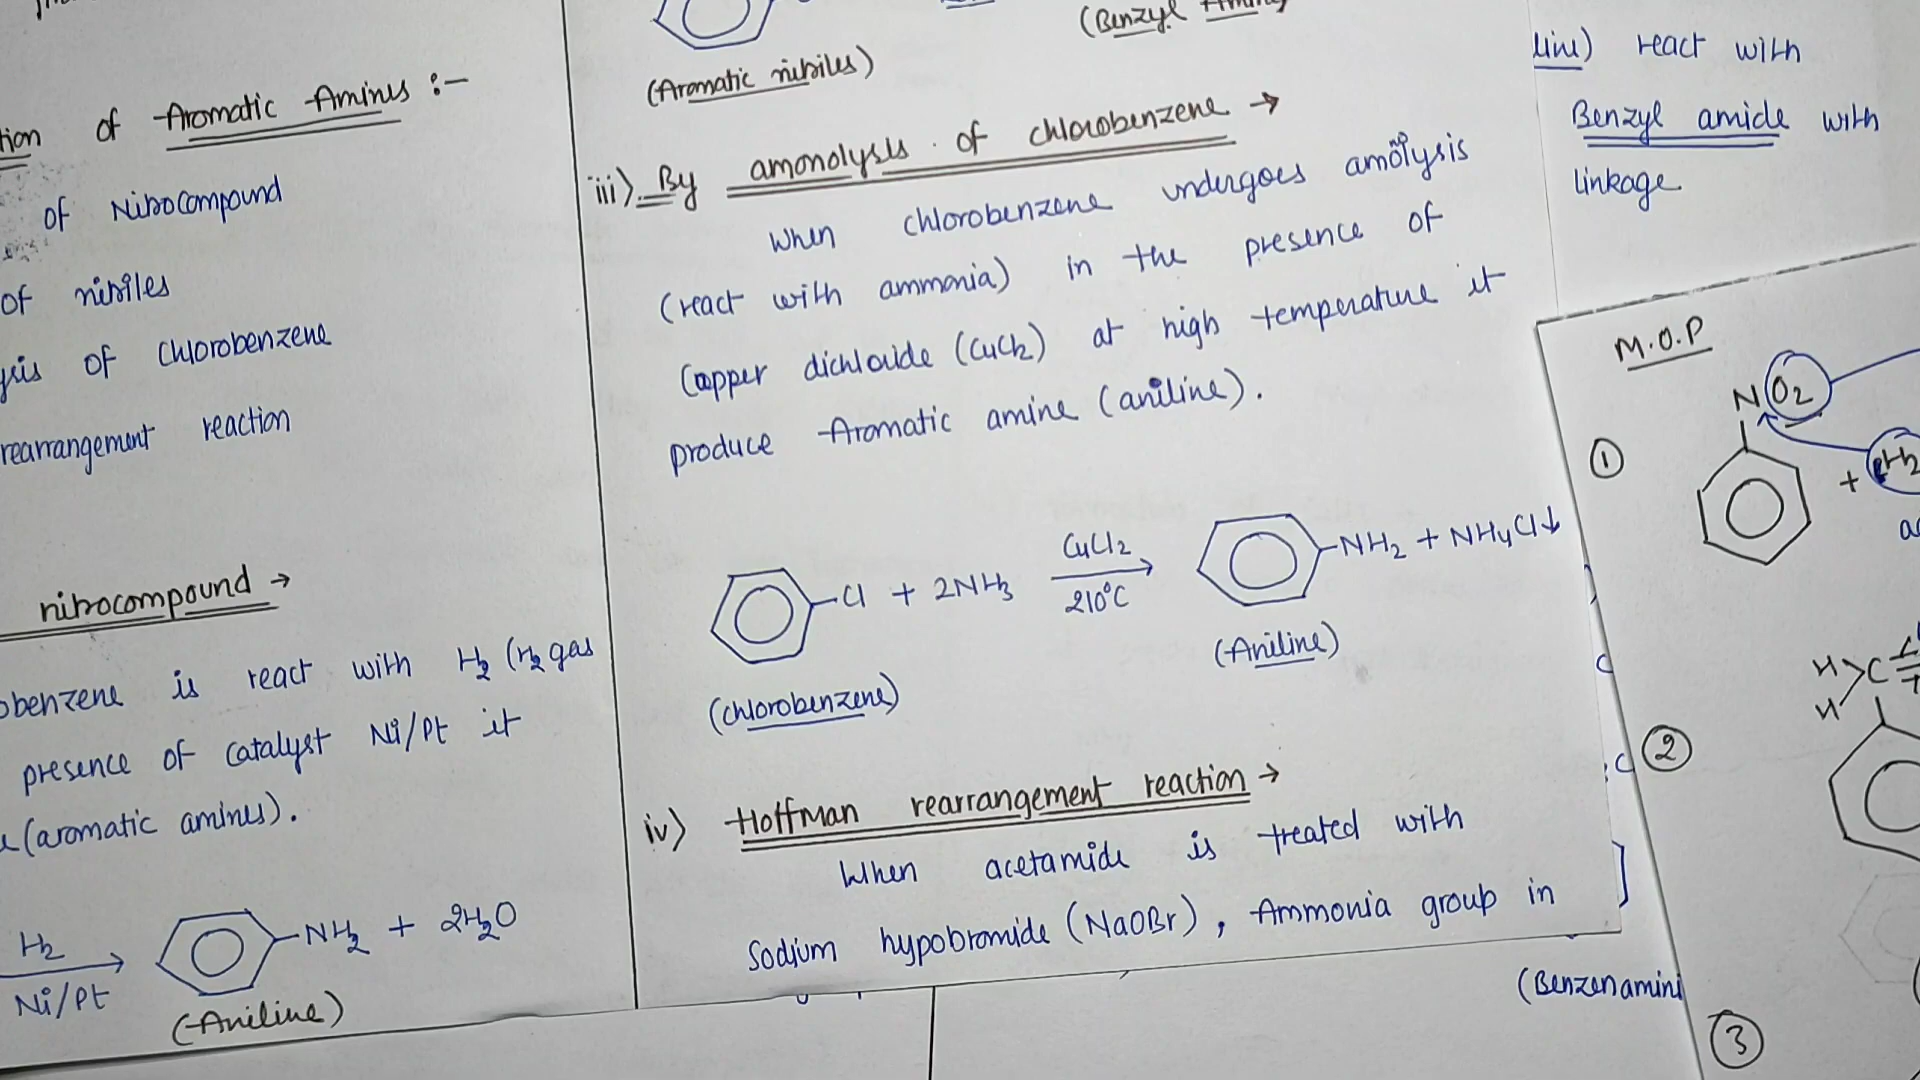 tion of Aromatic Amines :-
of Nitrocompound
of nitriles
ysis of Chlorobenzene
rearrangement reaction
nitrocompound →
obenzene is react with H2 (H2 gas
presence of catalyst Ni/Pt it
e (aromatic amines).
H2
Ni/Pt
-NH2 + 2H2O
(Aniline)
(Benzyl
(Aromatic nitriles)
iii) By amonolysis of chlorobenzene →
When chlorobenzene undergoes amolysis
no
(react with ammonia) in the presence of
Copper dichloride (CuCl2) at high temperature it
produce Aromatic amine (aniline).
-Cl + 2NH3
CuCl2
210°C
-NH2 + NH4Cl↓
(Aniline)
(chlorobenzene)
iv) Hoffman rearrangement reaction →
When acetamide is treated with
Sodium hypobromide (NaOBr), Ammonia group in
line) react with
Benzyl amide with
linkage
M.O.P
1
NO2
+
H2
2
H
C
H
(Benzenamin
3